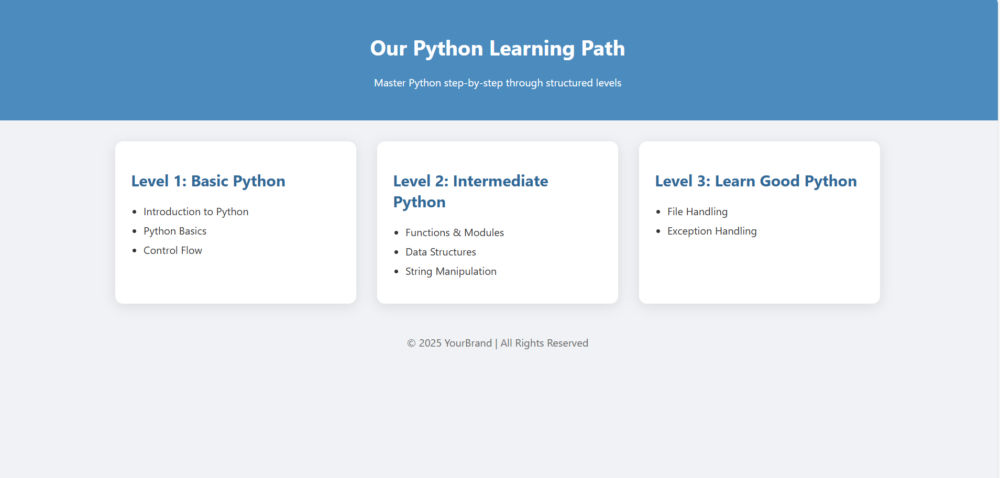 Our Python Learning Path
Master Python step-by-step through structured levels
Level 1: Basic Python
Introduction to Python
Python Basics
Control Flow
Level 2: Intermediate
Python
Functions & Modules
Data Structures
String Manipulation
Level 3: Learn Good Python
File Handling
Exception Handling
© 2025 YourBrand | All Rights Reserved